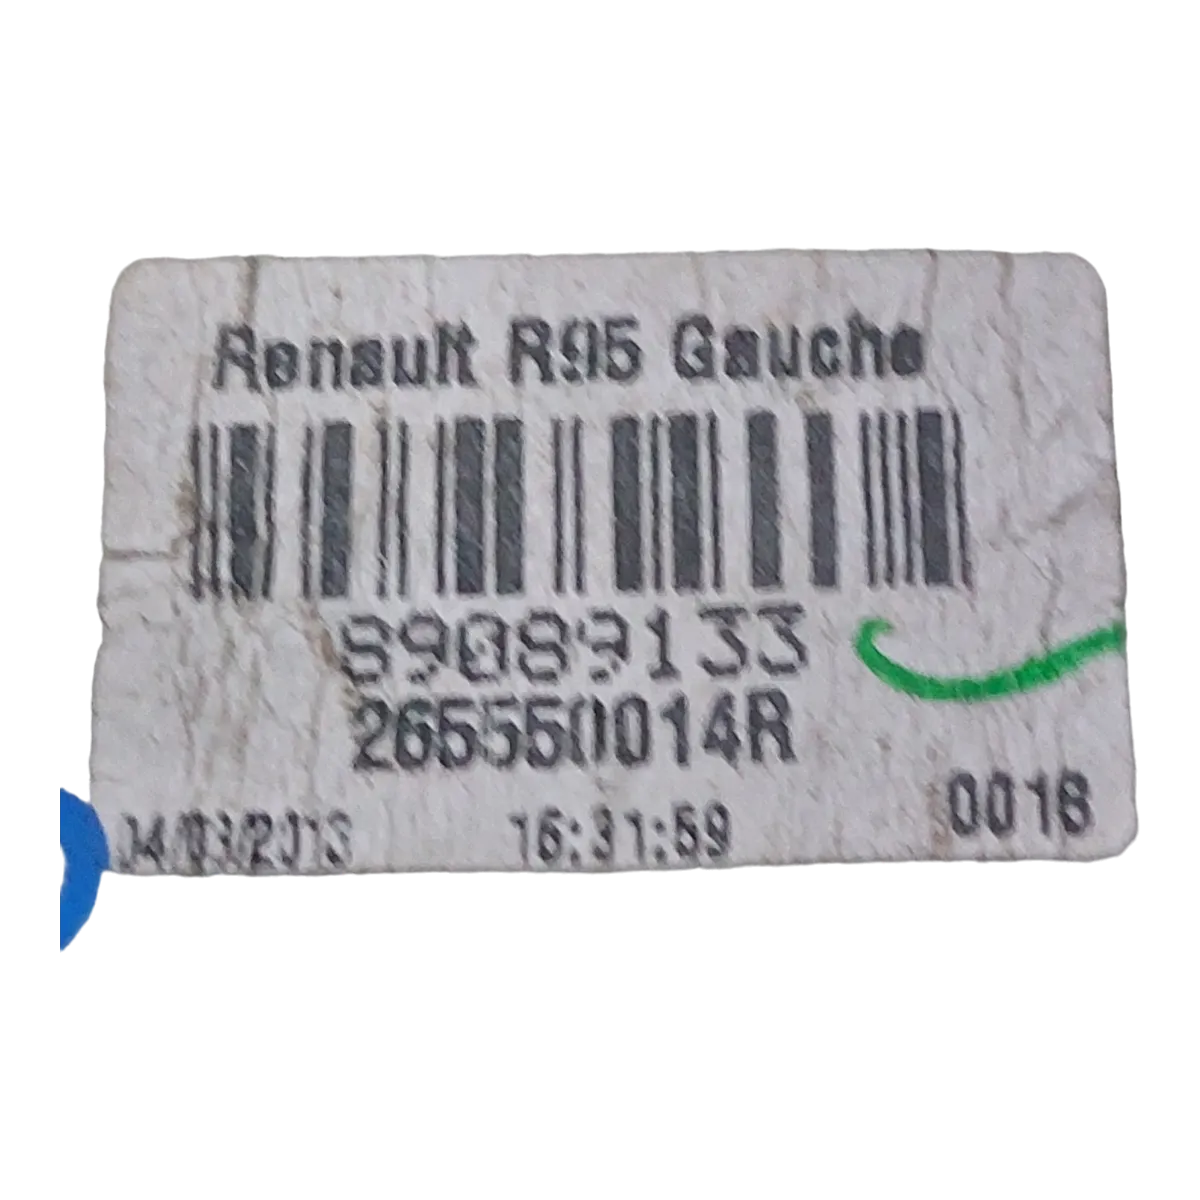 Renault R95 Gauche
89089133
265550014R
16:31:59
0018